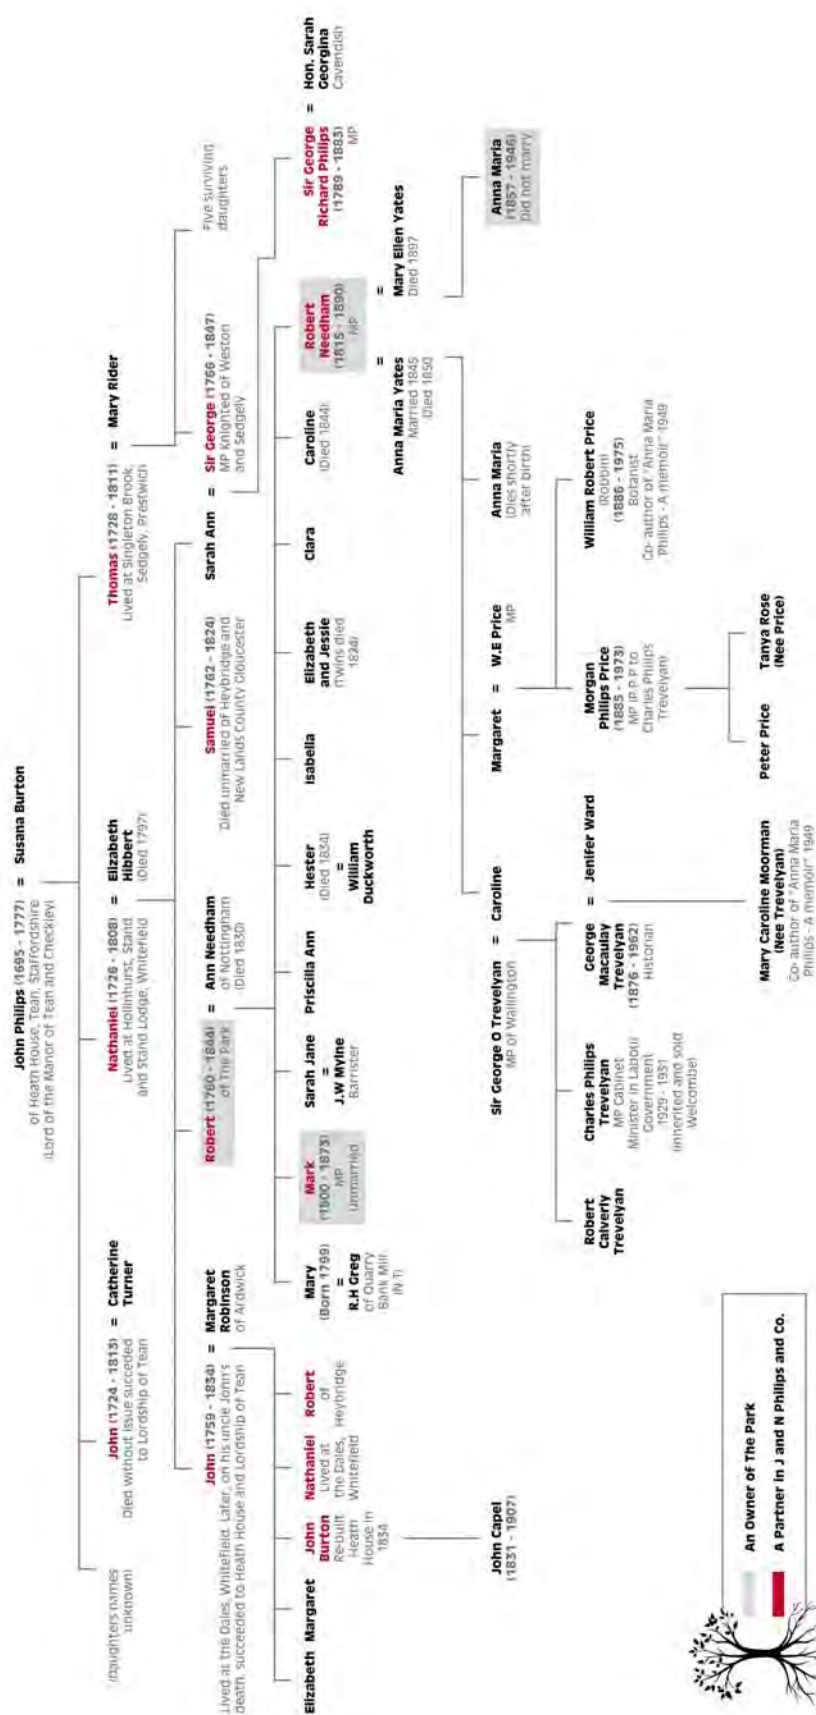 John Philips (1695 - 1777) = Susana Burton
of Heath House, Tean, Staffordshire
(Lord of the Manor of Tean and Checkley)
(Daughters names
unknown)
John (1724 - 1813) = Catherine
Turner
Died without issue succeded
to Lordship of Tean
Nathaniel (1726 - 1808) = Elizabeth
Hibbert
(Died 1797)
Lived at Hollinhurst, Stand
and Stand Lodge, Whitefield
Thomas (1728 - 1811) = Mary Rider
Lived at Singleton Brook,
Sedgely, Prestwich
John (1759 - 1834) = Margaret
Robinson
of Ardwick
Lived at the Dales, Whitefield. Later, on his uncle John's
death, succeeded to Heath House and Lordship of Tean
Robert (1760 - 1844) = Ann Needham
of The Park
of Nottingham
(Died 1830)
Samuel (1762 - 1824)
Died unmarried of Heybridge and
New Lands County Gloucester
Sarah Ann = Sir George (1766 - 1847)
MP Knighted of Weston
and Sedgely
Five surviving
daughters
Elizabeth
Margaret
John
Burton
Re-built
Heath
House in
1834
Nathaniel
Lived at
the Dales,
Whitefield
Robert
of
Heybridge
Mary
(Born 1799)
=
R.H Greg
of Quarry
Bank Mill
(N.T)
Mark
(1800 - 1873)
MP
unmarried
Sarah Jane
=
J.W Mylne
Barrister
Priscilla Ann
Hester
(Died 1834)
=
William
Duckworth
Isabella
Elizabeth
and Jessie
(Twins died
1824)
Clara
Caroline
(Died 1844)
Robert
Needham
(1815 - 1890)
MP
Sir George
Richard Philips
(1789 - 1883)
MP
= Hon. Sarah
Georgina
Cavendish
=
Anna Maria Yates
Married 1845
Died 1850
=
Mary Ellen Yates
Died 1897
John Capel
(1831 - 1907)
Sir George O Trevelyan = Caroline
MP of Wallington
Margaret = W.E Price
MP
Anna Maria
(Dies shortly
after birth)
Anna Maria
(1857 - 1946)
Did not marry
Robert
Calverly
Trevelyan
Charles Philips
Trevelyan
MP Cabinet
Minister in Labour
Government
1929 - 1931
(Inherited and sold
Welcombe)
George
Macaulay
Trevelyan
(1876 - 1962)
Historian
= Jenifer Ward
Morgan
Philips Price
(1885 - 1973)
MP (P.P.P to
Charles Philips
Trevelyan
William Robert Price
(Robbin)
(1886 - 1975)
Botanist
Co-author of "Anna Maria
Philips - A memoir" 1949
Mary Caroline Moorman
(Nee Trevelyan)
Co- author of "Anna Maria
Philips - A memoir" 1949
Peter Price
Tanya Rose
(Nee Price)
An Owner of The Park
A Partner in J and N Philips and Co.